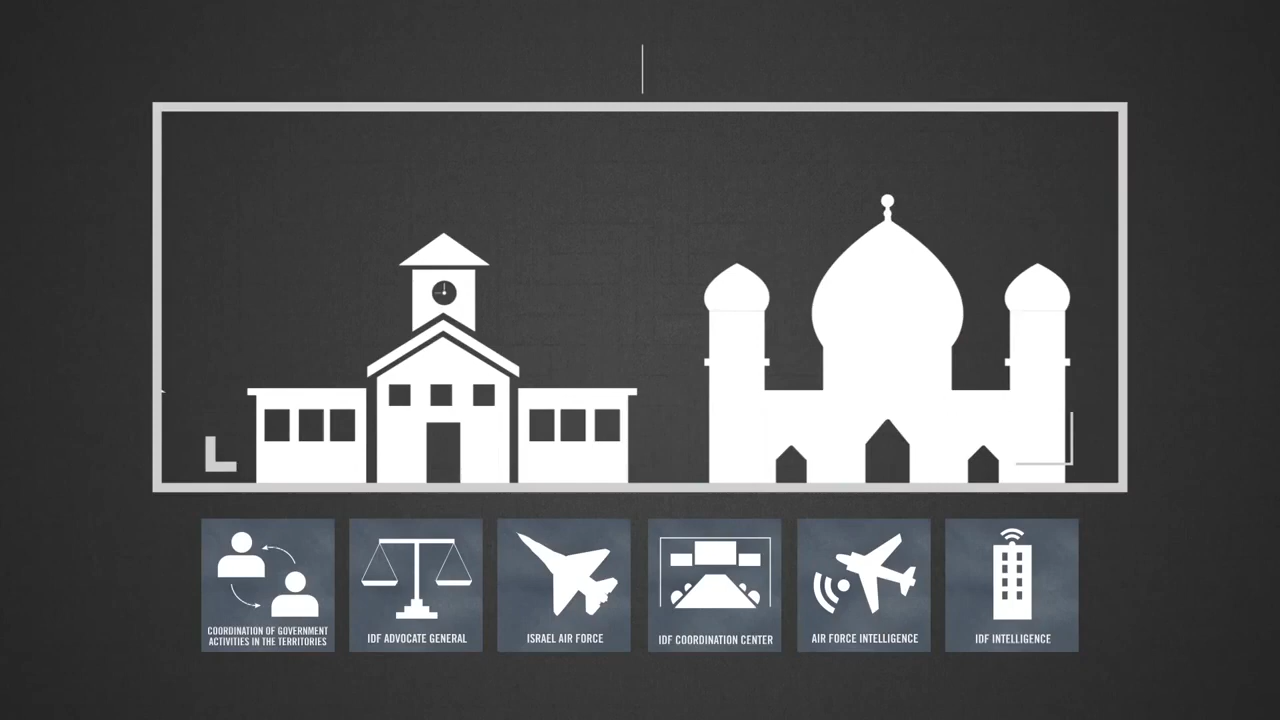 COORDINATION OF GOVERNMENT
ACTIVITIES IN THE TERRITORIES
IDF ADVOCATE GENERAL
ISRAEL AIR FORCE
IDF COORDINATION CENTER
AIR FORCE INTELLIGENCE
IDF INTELLIGENCE